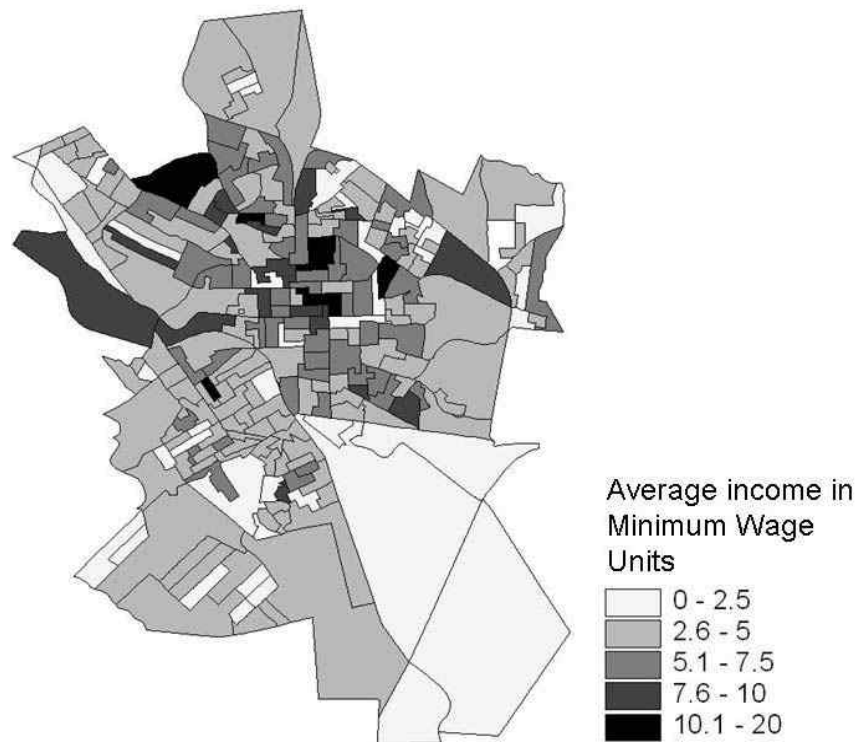 Average income in
Minimum Wage
Units
0 - 2.5
2.6 - 5
5.1 - 7.5
7.6 - 10
10.1 - 20